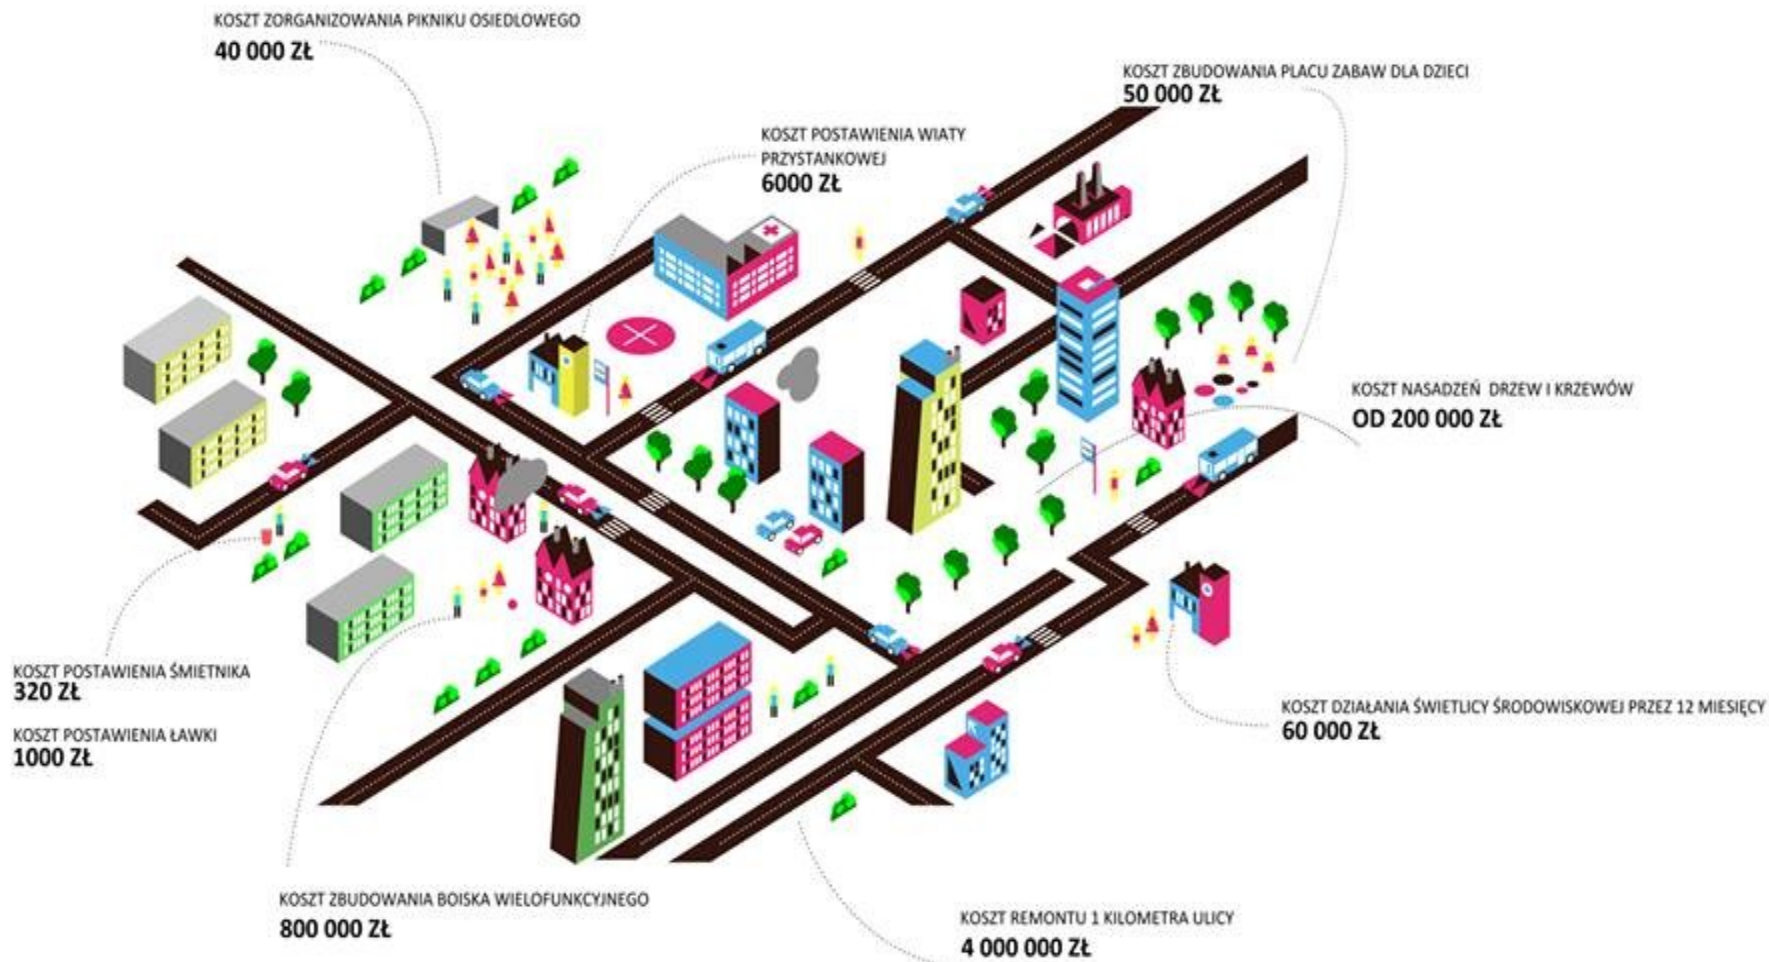 KOSZT ZORGANIZOWANIA PIKNIKU OSIEDLOWEGO
40 000 ZŁ
KOSZT ZBUDOWANIA PLACU ZABAW DLA DZIECI
50 000 ZŁ
KOSZT POSTAWIENIA WIATY
PRZYSTANKOWEJ
6000 ZŁ
KOSZT NASADZEŃ DRZEW I KRZEWÓW
OD 200 000 ZŁ
KOSZT POSTAWIENIA ŚMIETNIKA
320 ZŁ
KOSZT POSTAWIENIA ŁAWKI
1000 ZŁ
KOSZT DZIAŁANIA ŚWIETLICY ŚRODOWISKOWEJ PRZEZ 12 MIESIĘCY
60 000 ZŁ
KOSZT ZBUDOWANIA BOISKA WIELOFUNKCYJNEGO
800 000 ZŁ
KOSZT REMONTU 1 KILOMETRA ULICY
4 000 000 ZŁ